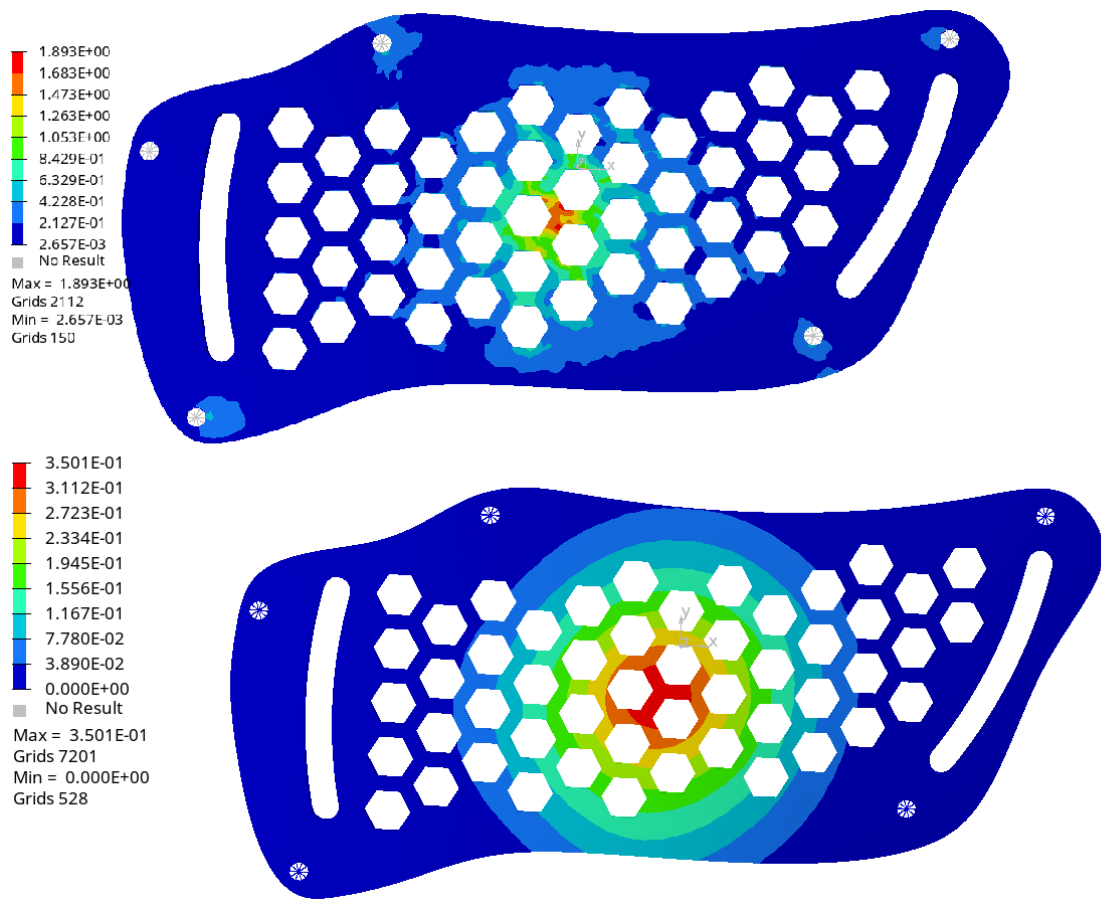 1.893E+00
1.683E+00
1.473E+00
1.263E+00
1.053E+00
8.429E-01
6.329E-01
4.228E-01
2.127E-01
2.657E-03
No Result
Max = 1.893E+00
Grids 2112
Min = 2.657E-03
Grids 150
y
x
3.501E-01
3.112E-01
2.723E-01
2.334E-01
1.945E-01
1.556E-01
1.167E-01
7.780E-02
3.890E-02
0.000E+00
No Result
Max = 3.501E-01
Grids 7201
Min = 0.000E+00
Grids 528
y
x